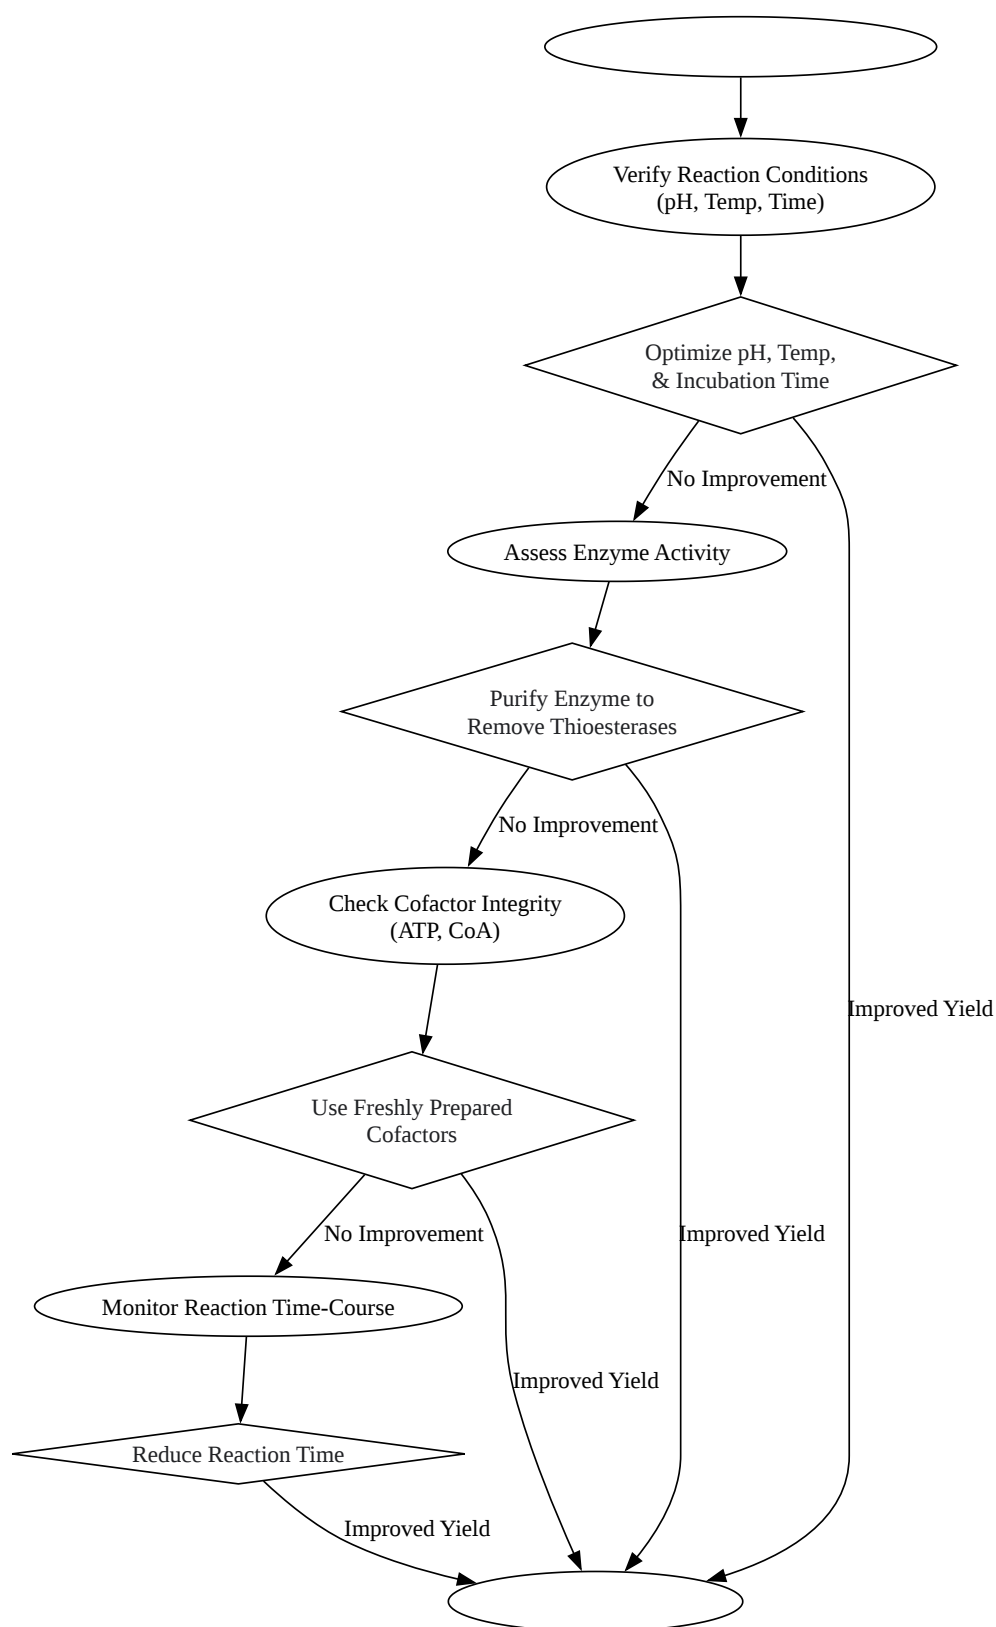 Verify Reaction Conditions
(pH, Temp, Time)
Optimize pH, Temp,
& Incubation Time
No Improvement
Assess Enzyme Activity
Purify Enzyme to
Remove Thioesterases
No Improvement
Check Cofactor Integrity
(ATP, CoA)
Improved Yield
Use Freshly Prepared
Cofactors
No Improvement
Improved Yield
Monitor Reaction Time-Course
Improved Yield
Reduce Reaction Time
Improved Yield